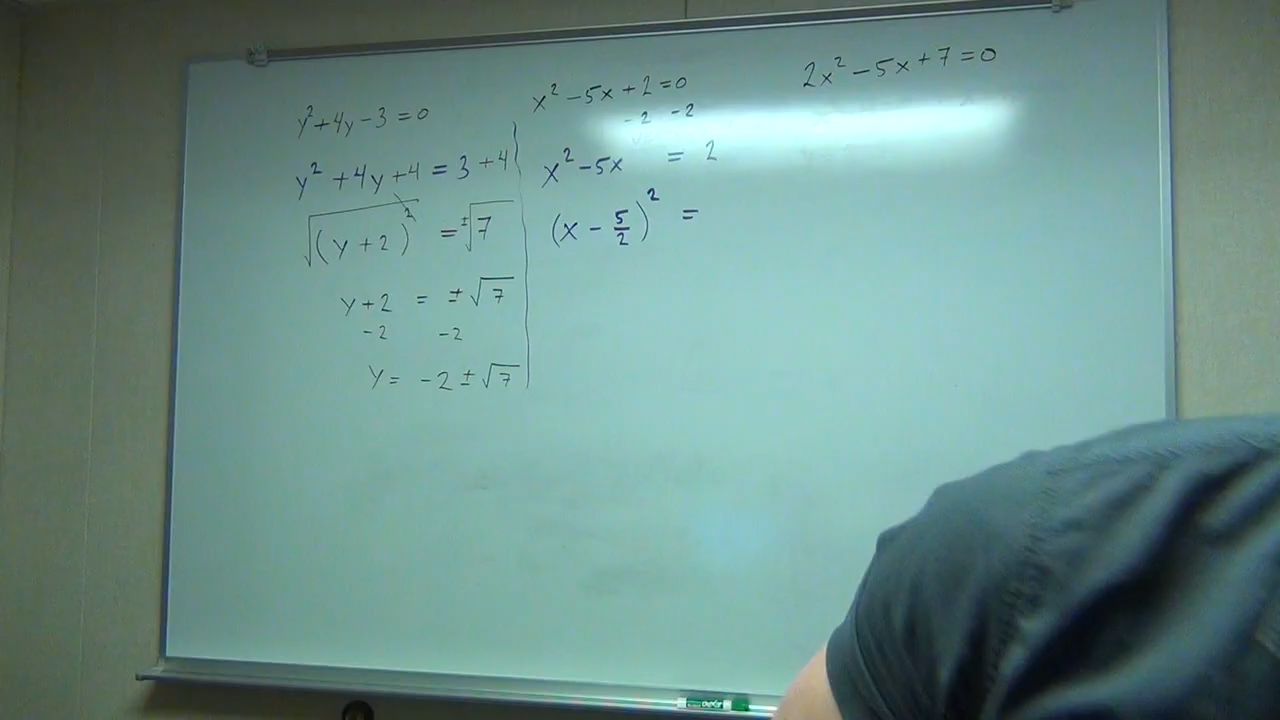 y²+4y-3=0
y²+4y+4=3+4
√(y+2)² =±√7
y+2 = ±√7
-2 -2
y= -2±√7
x²-5x+2=0
-2 -2
x²-5x = 2
(x-5/2)² =
2x²-5x+7=0